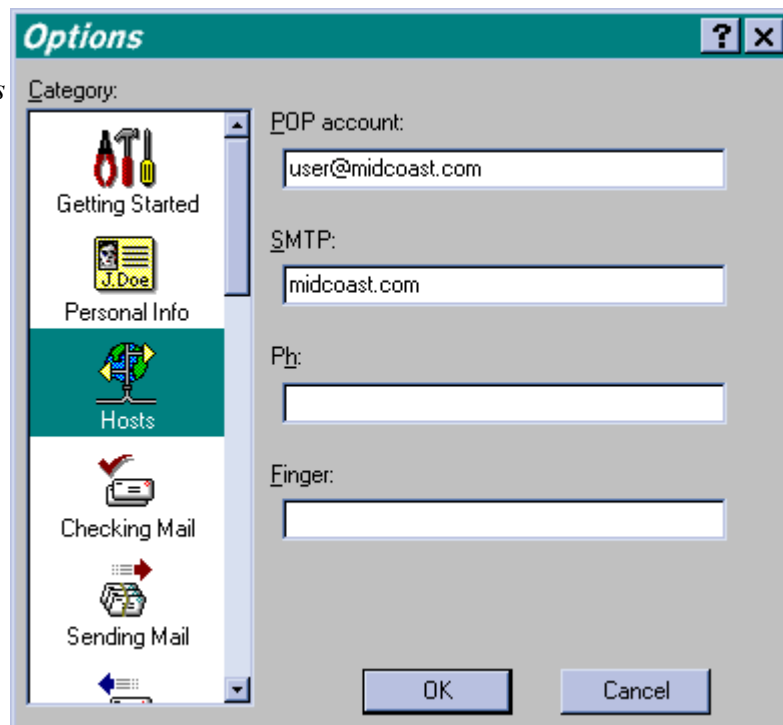 Options
s
Category:
Getting Started
J.Doe
Personal Info
Hosts
Checking Mail
Sending Mail
POP account:
user@midcoast.com
SMTP:
midcoast.com
Ph:
Finger:
OK
Cancel